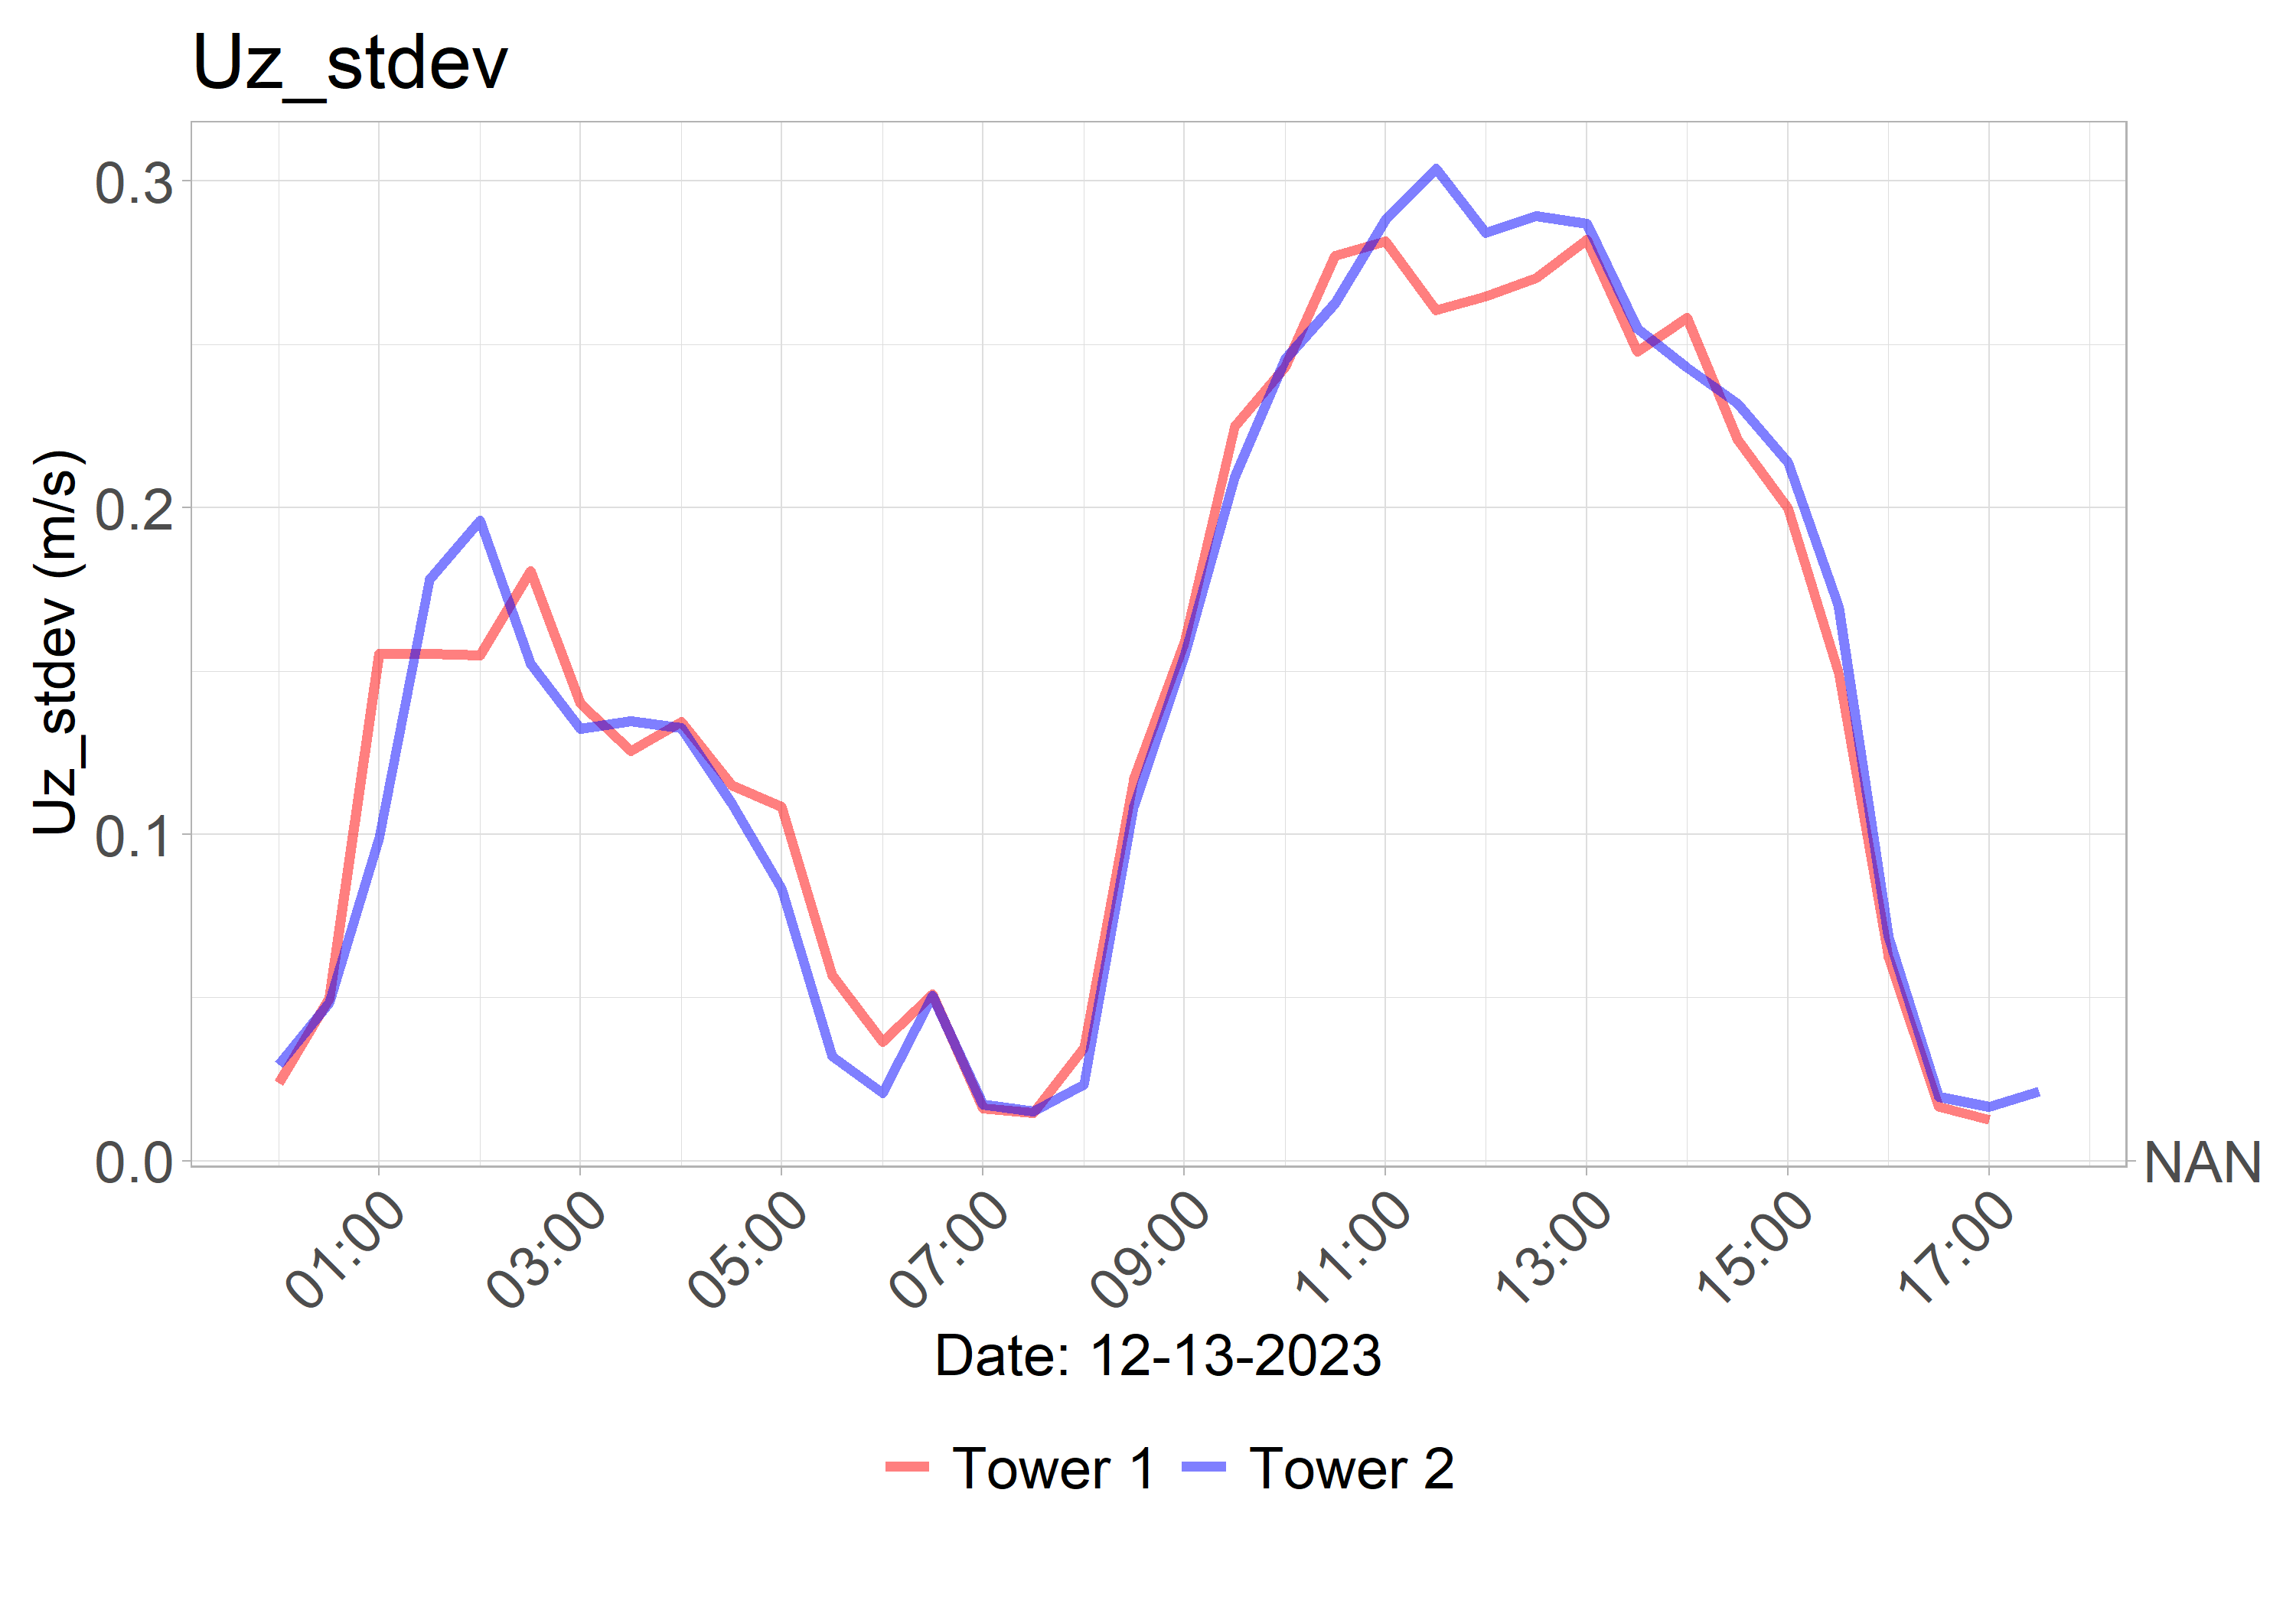 Uz_stdev
Uz_stdev (m/s)
0.3
0.2
0.1
0.0
NAN
01:00 03:00 05:00 07:00 09:00 11:00 13:00 15:00 17:00
Date: 12-13-2023
Tower 1 Tower 2